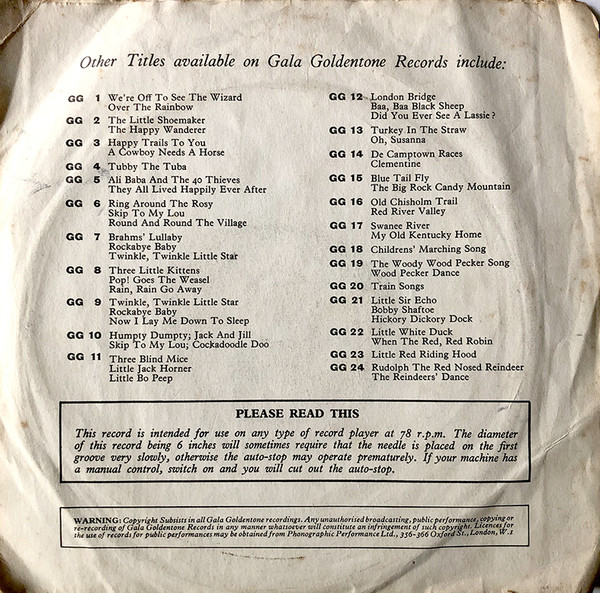 Other Titles available on Gala Goldentone Records include:
GG 1 We're Off To See The Wizard
Over The Rainbow
GG 2 The Little Shoemaker
The Happy Wanderer
GG 3 Happy Trails To You
A Cowboy Needs A Horse
GG 4 Tubby The Tuba
GG 5 Ali Baba And The 40 Thieves
They All Lived Happily Ever After
GG 6 Ring Around The Rosy
Skip To My Lou
Round And Round The Village
GG 7 Brahms' Lullaby
Rockabye Baby
Twinkle, Twinkle Little Star
GG 8 Three Little Kittens
Pop! Goes The Weasel
Rain, Rain Go Away
GG 9 Twinkle, Twinkle Little Star
Rockabye Baby
Now I Lay Me Down To Sleep
GG 10 Humpty Dumpty; Jack And Jill
Skip To My Lou; Cockadoodle Doo
GG 11 Three Blind Mice
Little Jack Horner
Little Bo Peep
GG 12 London Bridge
Baa, Baa Black Sheep
Did You Ever See A Lassie?
GG 13 Turkey In The Straw
Oh, Susanna
GG 14 De Camptown Races
Clementine
GG 15 Blue Tail Fly
The Big Rock Candy Mountain
GG 16 Old Chisholm Trail
Red River Valley
GG 17 Swanee River
My Old Kentucky Home
GG 18 Childrens' Marching Song
GG 19 The Woody Wood Pecker Song
Wood Pecker Dance
GG 20 Train Songs
GG 21 Little Sir Echo
Bobby Shaftoe
Hickory Dickory Dock
GG 22 Little White Duck
When The Red, Red Robin
GG 23 Little Red Riding Hood
GG 24 Rudolph The Red Nosed Reindeer
The Reindeers' Dance
PLEASE READ THIS
This record is intended for use on any type of record player at 78 r.p.m. The diameter
of this record being 6 inches will sometimes require that the needle is placed on the first
groove very slowly, otherwise the auto-stop may operate prematurely. If your machine has
a manual control, switch on and you will cut out the auto-stop.
WARNING: Copyright Subsists in all Gala Goldentone recordings. Any unauthorised broadcasting, public performance, copying or
re-recording of Gala Goldentone Records in any manner whatsoever will constitute an infringement of such copyright. Licences for
the use of records for public performances may be obtained from Phonographic Performance Ltd., 356-366 Oxford St., London, W.1